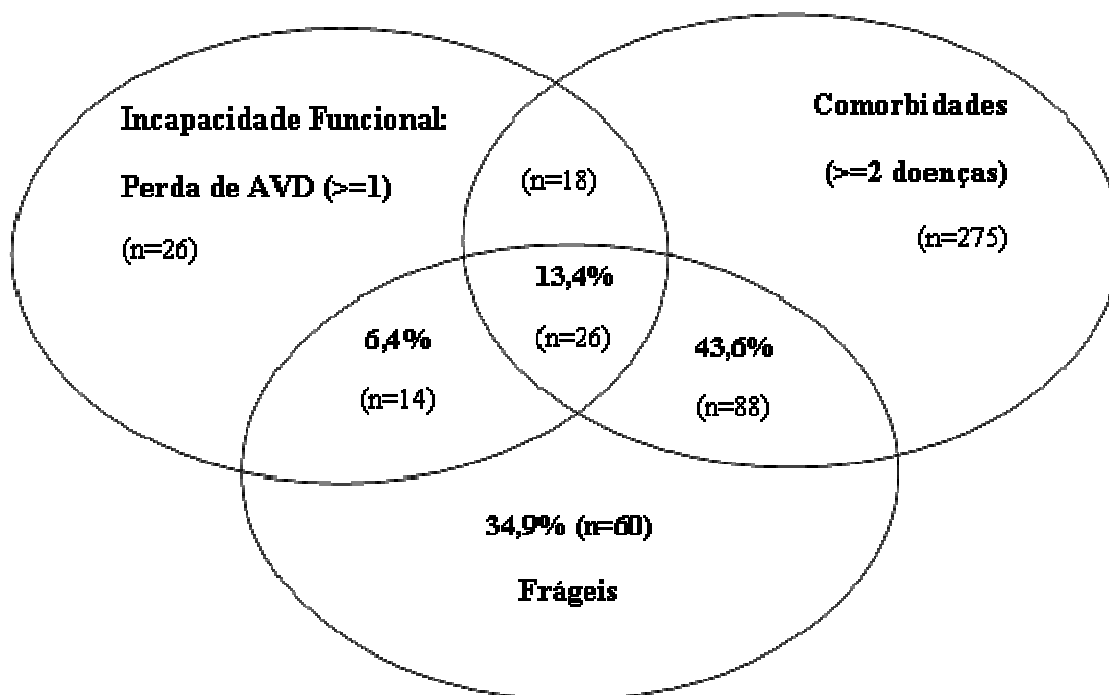 Incapacidade Funcional:
Perda de AVD (>=1)
(n=26)
(n=18)
Comorbidades
(>=2 doenças)
(n=275)
13,4%
(n=26)
6,4%
(n=14)
43,6%
(n=88)
34,9% (n=60)
Frágeis